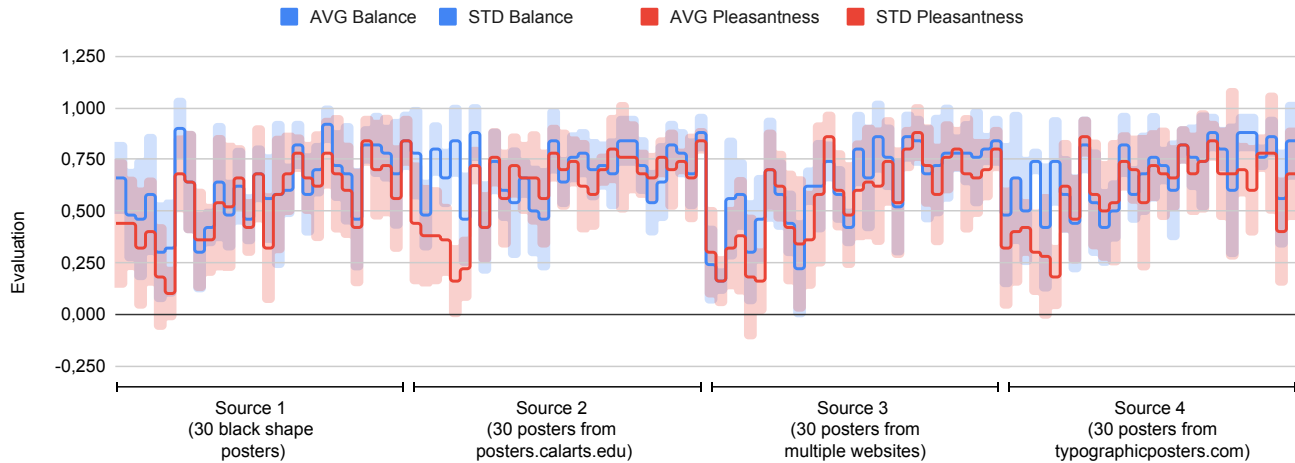 AVG Balance STD Balance AVG Pleasantness STD Pleasantness
Evaluation
1,250
1,000
0,750
0,500
0,250
0,000
-0,250
Source 1
(30 black shape
posters)
Source 2
(30 posters from
posters.calarts.edu)
Source 3
(30 posters from
multiple websites)
Source 4
(30 posters from
typographicposters.com)